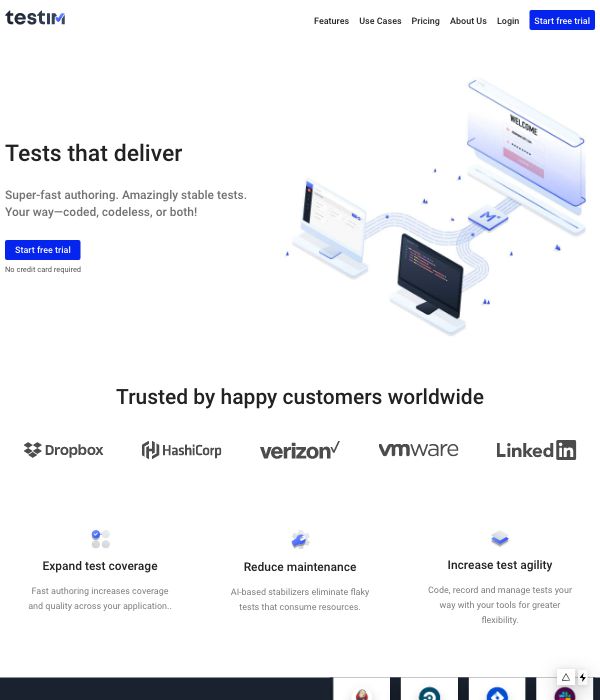 testim
Features Use Cases Pricing About Us Login Start free trial
WELCOME
Tests that deliver
Super-fast authoring. Amazingly stable tests.
Your way—coded, codeless, or both!
Start free trial
No credit card required
Trusted by happy customers worldwide
Dropbox HashiCorp verizon✓ vmware LinkedIn
Expand test coverage
Fast authoring increases coverage
and quality across your application..
Reduce maintenance
AI-based stabilizers eliminate flaky
tests that consume resources.
Increase test agility
Code, record and manage tests your
way with your tools for greater
flexibility.